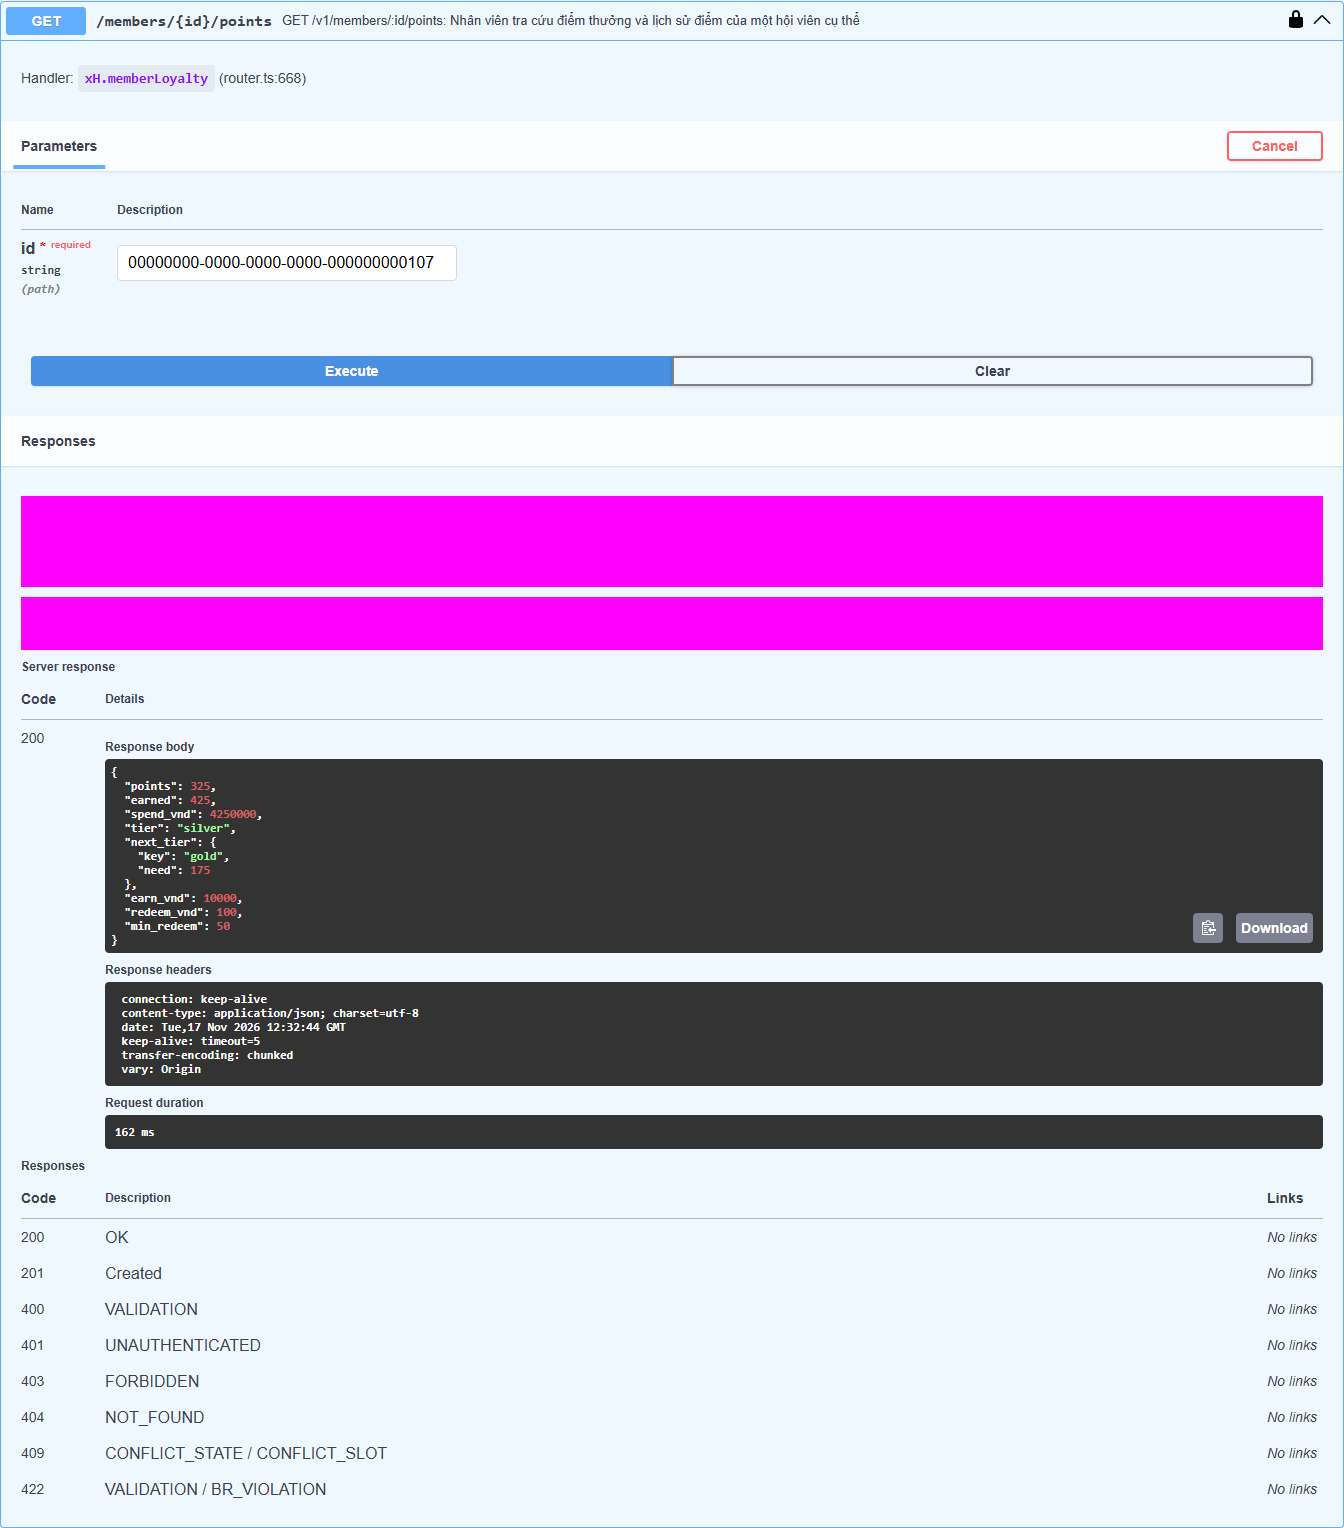 GET /members/{id}/points GET /v1/members/:id/points: Nhân viên tra cứu điểm thưởng và lịch sử điểm của một hội viên cụ thể
Handler: xH.memberLoyalty (router.ts:668)
Parameters
Cancel
Name Description
id * required
string
(path)
00000000-0000-0000-0000-000000000107
Execute Clear
Responses
Server response
Code Details
200
Response body
{
  "points": 325,
  "earned": 425,
  "spend_vnd": 4250000,
  "tier": "silver",
  "next_tier": {
    "key": "gold",
    "need": 175
  },
  "earn_vnd": 10000,
  "redeem_vnd": 100,
  "min_redeem": 50
}
Download
Response headers
connection: keep-alive
content-type: application/json; charset=utf-8
date: Tue,17 Nov 2026 12:32:44 GMT
keep-alive: timeout=5
transfer-encoding: chunked
vary: Origin
Request duration
162 ms
Responses
Code Description Links
200 OK No links
201 Created No links
400 VALIDATION No links
401 UNAUTHENTICATED No links
403 FORBIDDEN No links
404 NOT_FOUND No links
409 CONFLICT_STATE / CONFLICT_SLOT No links
422 VALIDATION / BR_VIOLATION No links